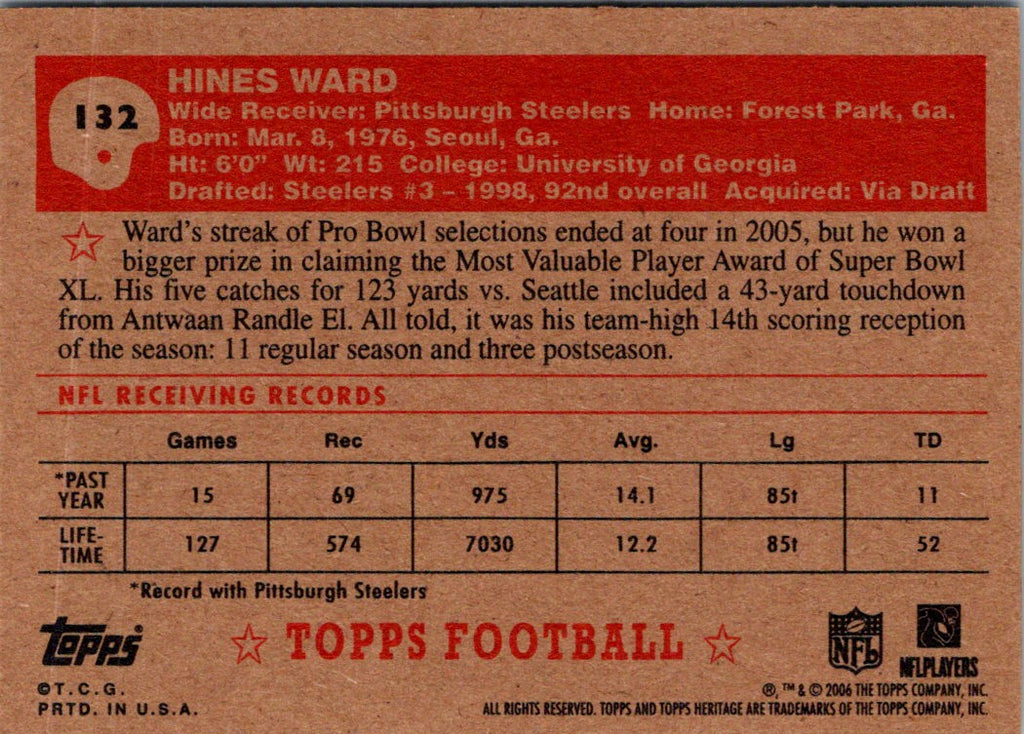 132
HINES WARD
Wide Receiver: Pittsburgh Steelers Home: Forest Park, Ga.
Born: Mar. 8, 1976, Seoul, Ga.
Ht: 6'0" Wt: 215 College: University of Georgia
Drafted: Steelers #3 – 1998, 92nd overall Acquired: Via Draft
Ward's streak of Pro Bowl selections ended at four in 2005, but he won a
bigger prize in claiming the Most Valuable Player Award of Super Bowl
XL. His five catches for 123 yards vs. Seattle included a 43-yard touchdown
from Antwaan Randle El. All told, it was his team-high 14th scoring reception
of the season: 11 regular season and three postseason.
NFL RECEIVING RECORDS
Games Rec Yds Avg. Lg TD
*PAST
YEAR 15 69 975 14.1 85t 11
LIFE-
TIME 127 574 7030 12.2 85t 52
*Record with Pittsburgh Steelers
Topps TOPPS FOOTBALL NFL NFLPLAYERS
©T.C.G.
PRTD. IN U.S.A.
®, ™ & © 2006 THE TOPPS COMPANY, INC.
ALL RIGHTS RESERVED. TOPPS AND TOPPS HERITAGE ARE TRADEMARKS OF THE TOPPS COMPANY, INC.